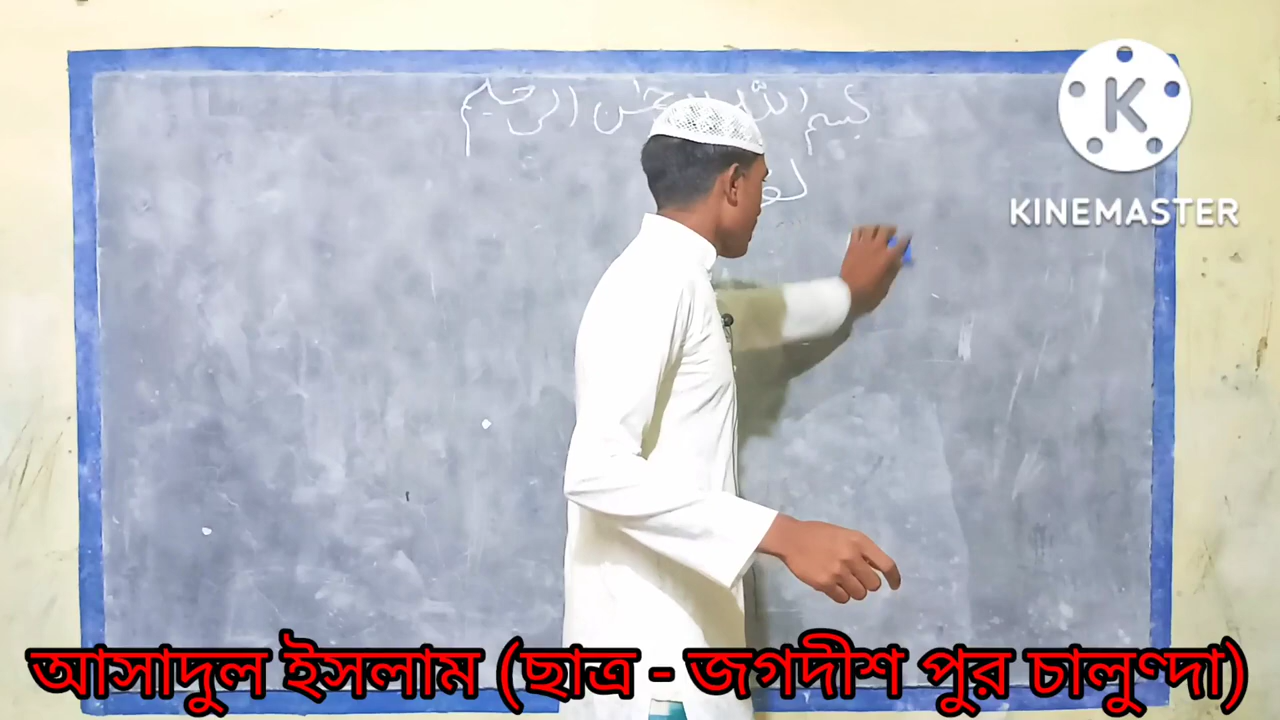 بسم الله الرحمن الرحيم
KINEMASTER
আসাদুল ইসলাম (ছাত্র - জগদীশ পুর চালুণ্দা)